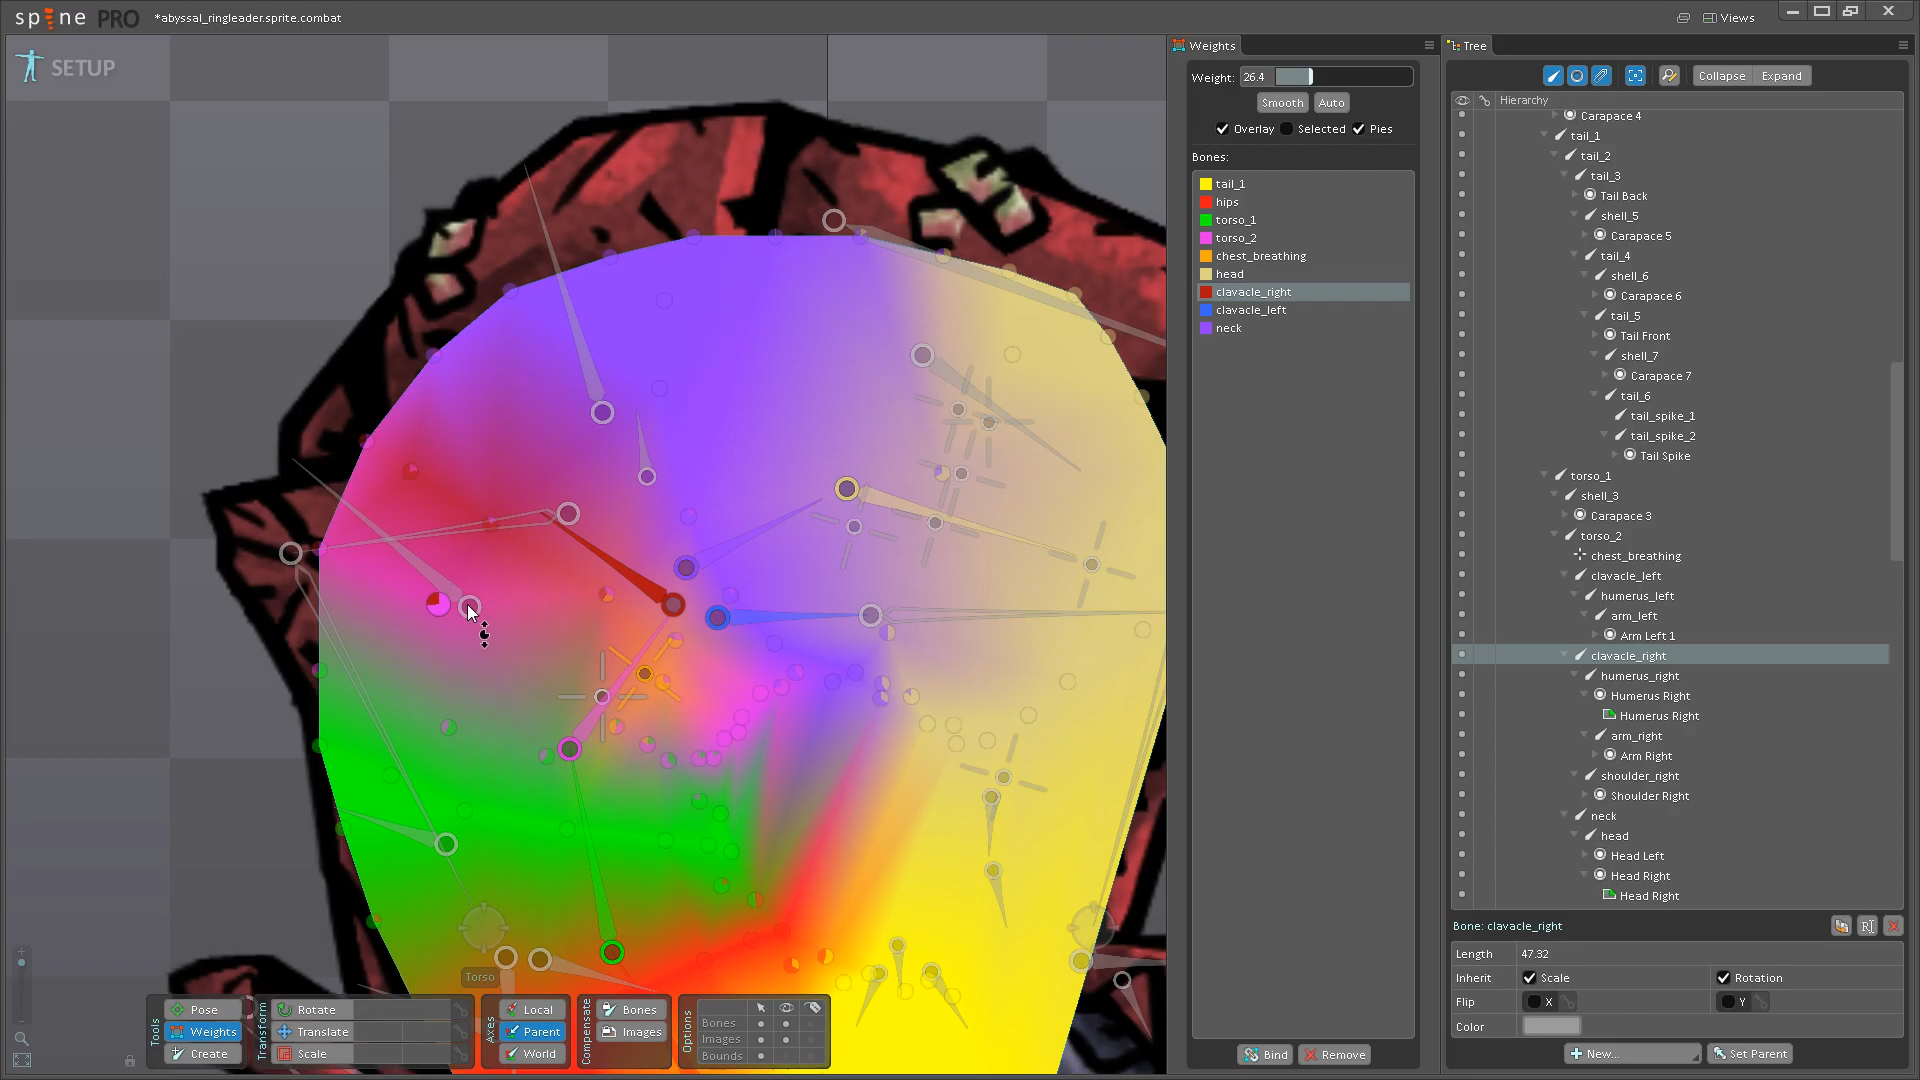 spine PRO *abyssal_ringleader.sprite.combat Views
SETUP
Weights
Weight: 26.4
Smooth Auto
Overlay Selected Pies
Bones:
tail_1
hips
torso_1
torso_2
chest_breathing
head
clavacle_right
clavacle_left
neck
Bind Remove
Tree
Collapse Expand
Hierarchy
Carapace 4
tail_1
tail_2
tail_3
Tail Back
shell_5
Carapace 5
tail_4
shell_6
Carapace 6
tail_5
Tail Front
shell_7
Carapace 7
tail_6
tail_spike_1
tail_spike_2
Tail Spike
torso_1
shell_3
Carapace 3
torso_2
chest_breathing
clavacle_left
humerus_left
arm_left
Arm Left 1
clavacle_right
humerus_right
Humerus Right
Humerus Right
arm_right
Arm Right
shoulder_right
Shoulder Right
neck
head
Head Left
Head Right
Head Right
Bone: clavacle_right
Length 47.32
Inherit Scale Rotation
Flip X Y
Color
New... Set Parent
Torso
Tools
Pose
Weights
Create
Transform
Rotate
Translate
Scale
Axes
Local
Parent
World
Compensate
Bones
Images
Options
Bones
Images
Bounds